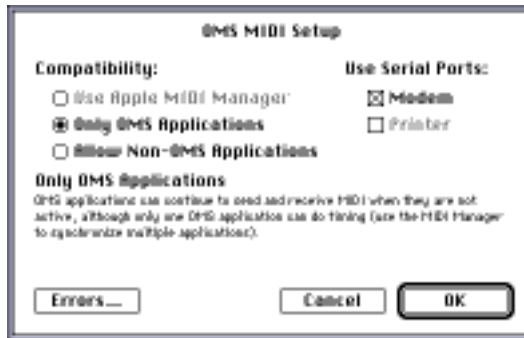 OMS MIDI Setup
Compatibility: Use Serial Ports:
Use Apple MIDI Manager Modem
Only OMS Applications Printer
Allow Non-OMS Applications
Only OMS Applications
OMS applications can continue to send and receive MIDI when they are not
active, although only one OMS application can do timing (use the MIDI Manager
to synchronize multiple applications).
Errors... Cancel OK